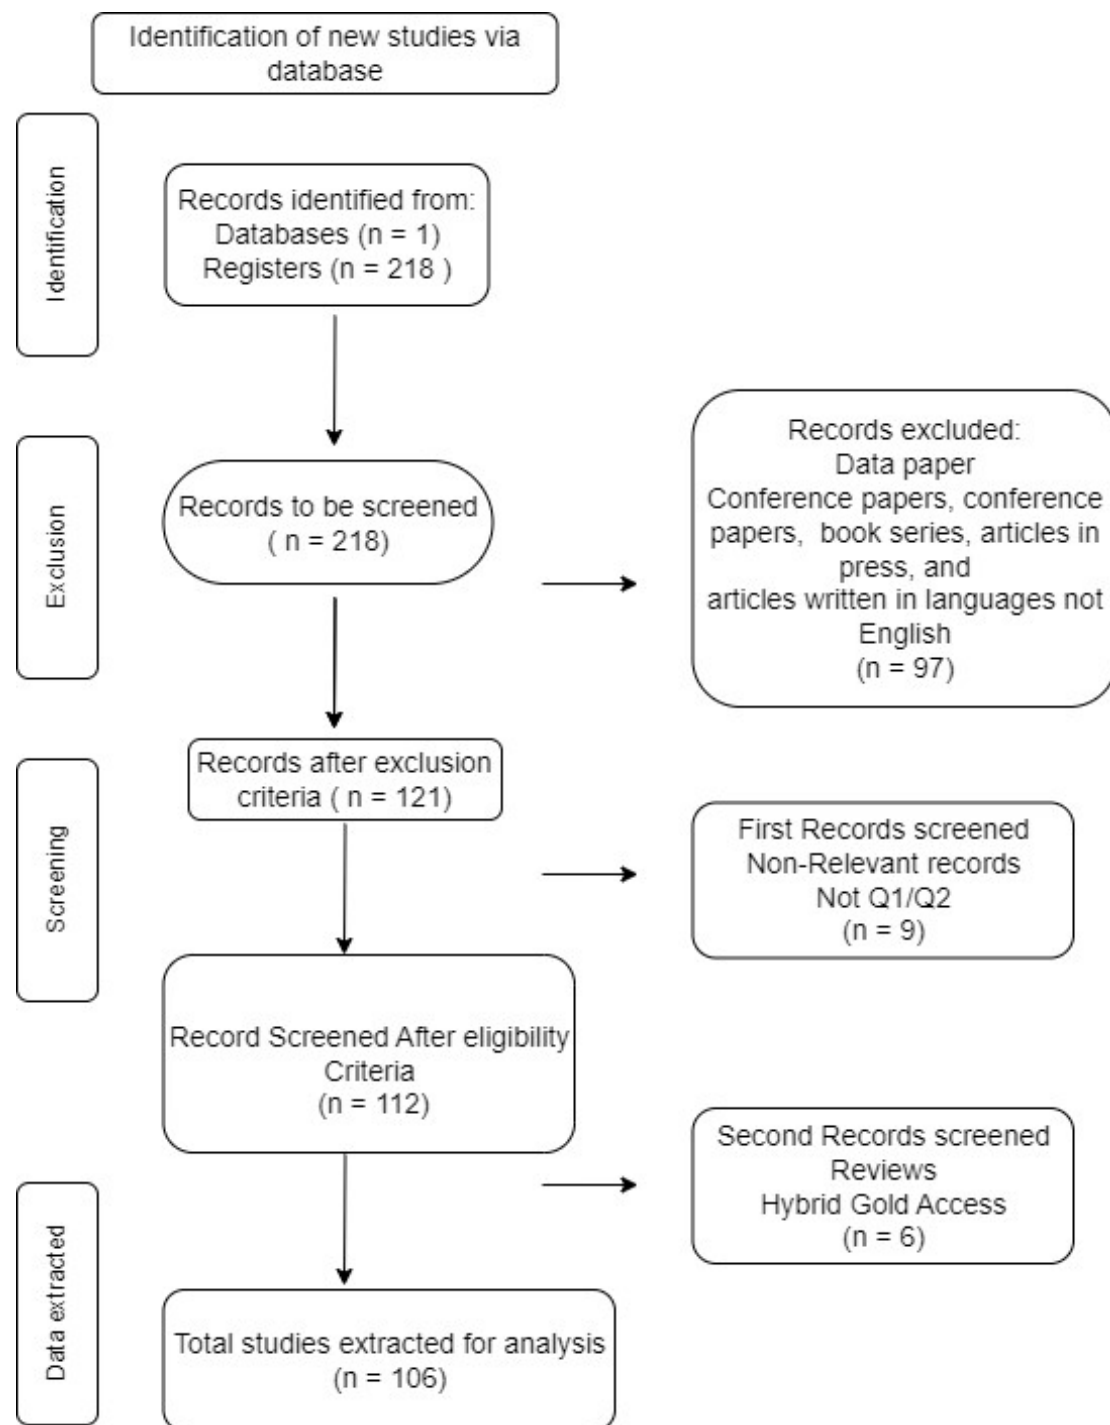 Identification of new studies via
database
Identification
Records identified from:
Databases (n = 1)
Registers (n = 218 )
Exclusion
Records to be screened
( n = 218)
Records excluded:
Data paper
Conference papers, conference
papers, book series, articles in
press, and
articles written in languages not
English
(n = 97)
Screening
Records after exclusion
criteria ( n = 121)
First Records screened
Non-Relevant records
Not Q1/Q2
(n = 9)
Record Screened After eligibility
Criteria
(n = 112)
Second Records screened
Reviews
Hybrid Gold Access
(n = 6)
Data extracted
Total studies extracted for analysis
(n = 106)